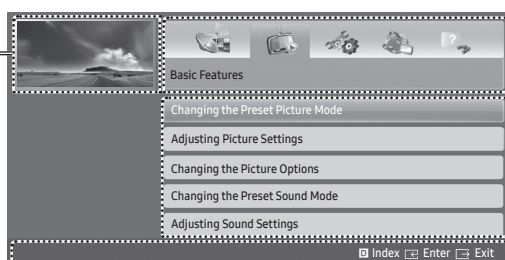 Basic Features
Changing the Preset Picture Mode
Adjusting Picture Settings
Changing the Picture Options
Changing the Preset Sound Mode
Adjusting Sound Settings
D Index Enter Exit